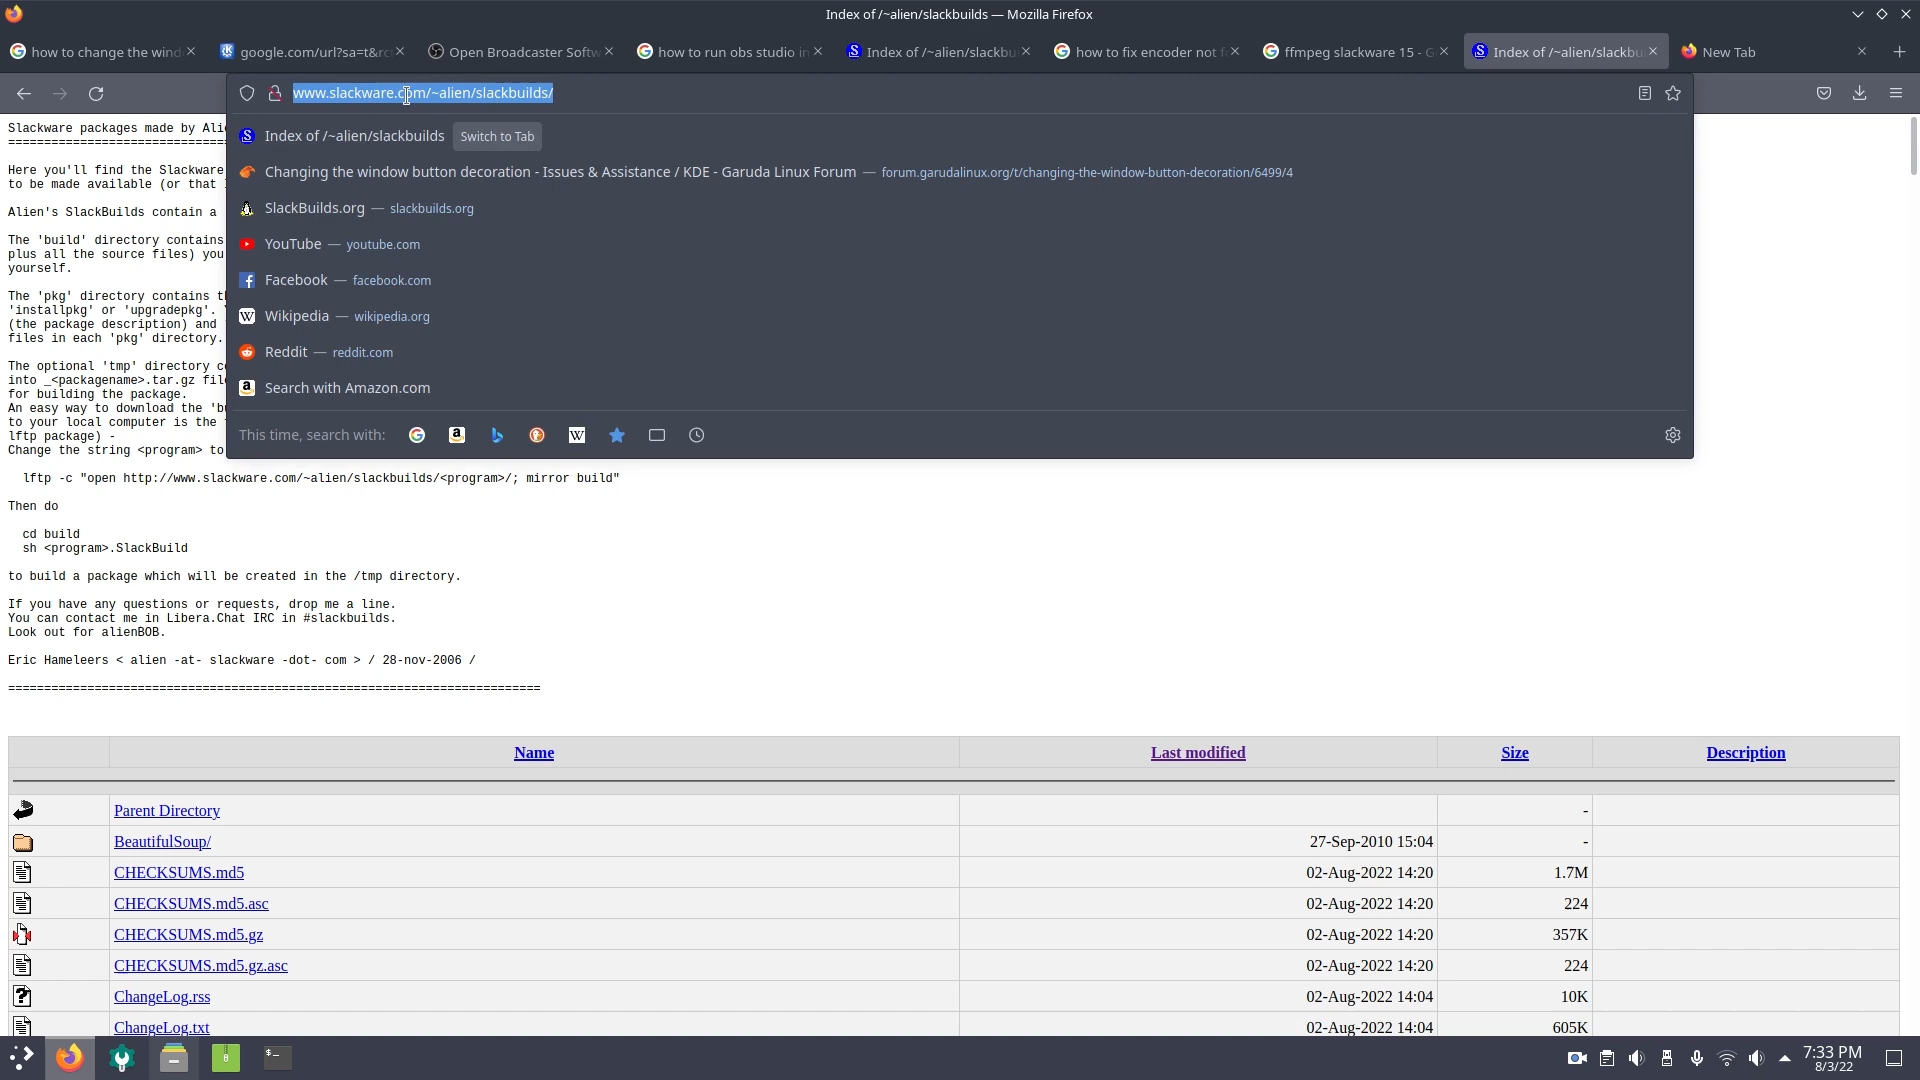 Index of /~alien/slackbuilds — Mozilla Firefox
how to change the wind
google.com/url?sa=t&rc
Open Broadcaster Softw
how to run obs studio in
Index of /~alien/slackbu
how to fix encoder not f
ffmpeg slackware 15 - G
Index of /~alien/slackbu
New Tab
www.slackware.com/~alien/slackbuilds/
Index of /~alien/slackbuilds Switch to Tab
Changing the window button decoration - Issues & Assistance / KDE - Garuda Linux Forum — forum.garudalinux.org/t/changing-the-window-button-decoration/6499/4
SlackBuilds.org — slackbuilds.org
YouTube — youtube.com
Facebook — facebook.com
Wikipedia — wikipedia.org
Reddit — reddit.com
Search with Amazon.com
This time, search with:
Slackware packages made by Alie
===============================
Here you'll find the Slackware
to be made available (or that
Alien's SlackBuilds contain a
The 'build' directory contains
plus all the source files) you
yourself.
The 'pkg' directory contains th
'installpkg' or 'upgradepkg'.
(the package description) and
files in each 'pkg' directory.
The optional 'tmp' directory co
into _<packagename>.tar.gz file
for building the package.
An easy way to download the 'bu
to your local computer is the
lftp package) -
Change the string <program> to
lftp -c "open http://www.slackware.com/~alien/slackbuilds/<program>/; mirror build"
Then do
cd build
sh <program>.SlackBuild
to build a package which will be created in the /tmp directory.
If you have any questions or requests, drop me a line.
You can contact me in Libera.Chat IRC in #slackbuilds.
Look out for alienBOB.
Eric Hameleers < alien -at- slackware -dot- com > / 28-nov-2006 /
==========================================================================
Name Last modified Size Description
Parent Directory -
BeautifulSoup/ 27-Sep-2010 15:04 -
CHECKSUMS.md5 02-Aug-2022 14:20 1.7M
CHECKSUMS.md5.asc 02-Aug-2022 14:20 224
CHECKSUMS.md5.gz 02-Aug-2022 14:20 357K
CHECKSUMS.md5.gz.asc 02-Aug-2022 14:20 224
ChangeLog.rss 02-Aug-2022 14:04 10K
ChangeLog.txt 02-Aug-2022 14:04 605K
7:33 PM
8/3/22